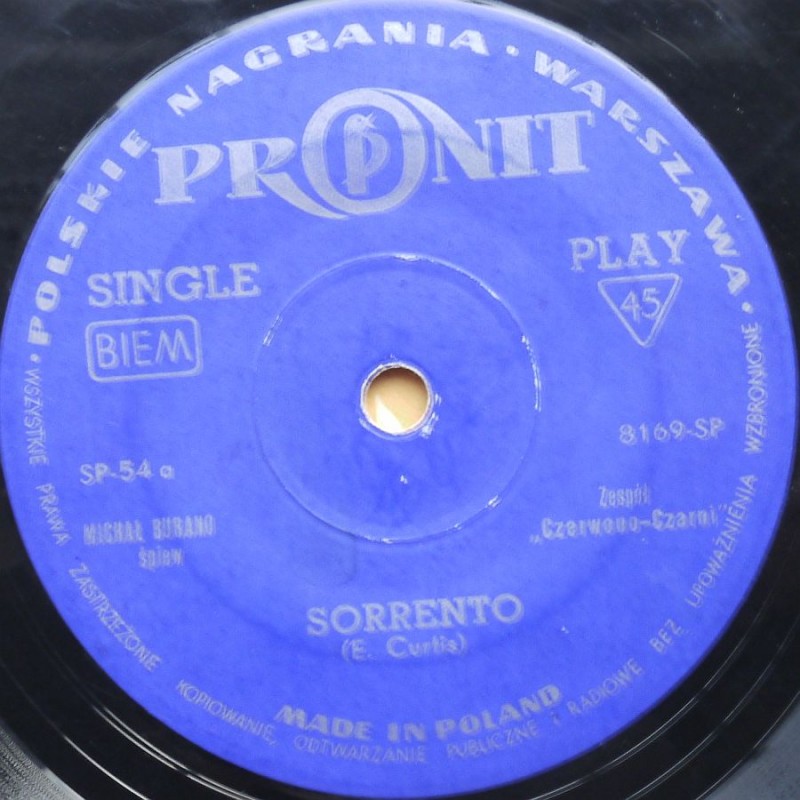 • POLSKIE NAGRANIA • WARSZAWA •
PRONIT
P
SINGLE
PLAY
BIEM
45
SP-54 a
8169-SP
MICHAŁ BURANO
śpiew
Zespół
„Czerwono-Czarni"
SORRENTO
(E. Curtis)
MADE IN POLAND
WSZYSTKIE PRAWA ZASTRZEŻONE KOPIOWANIE, ODTWARZANIE PUBLICZNE I RADIOWE BEZ UPOWAŻNIENIA WZBRONIONE